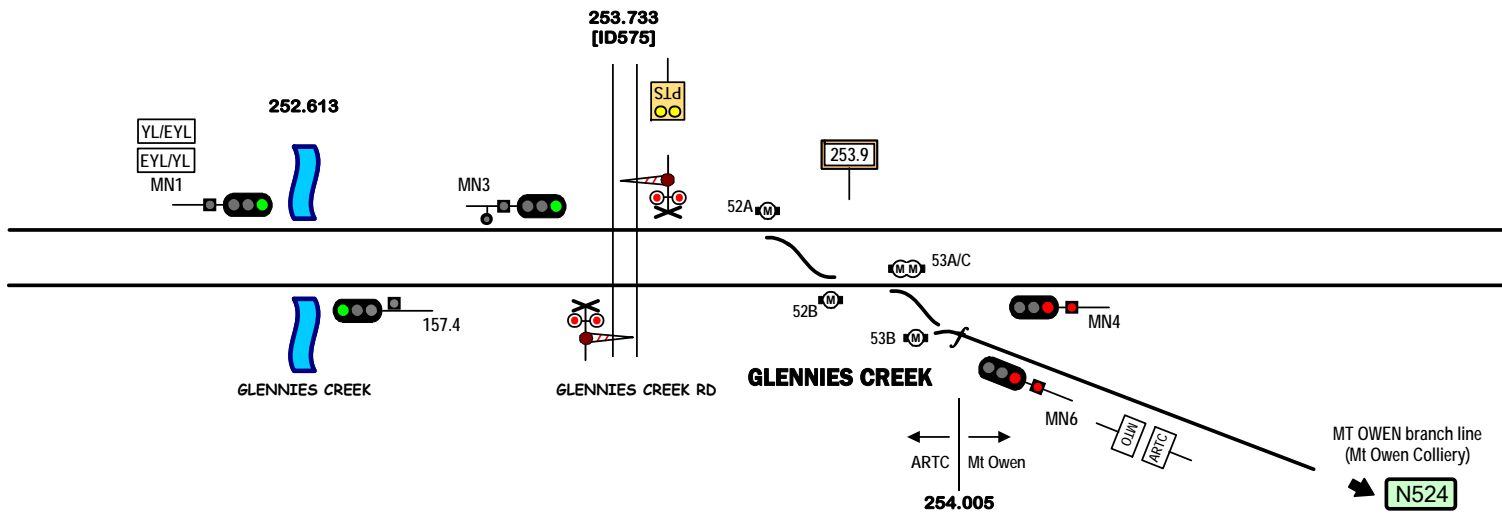 253.733
[ID575]
PTS
252.613
YL/EYL
EYL/YL
MN1
MN3
253.9
52A
M
53A/C
M M
157.4
52B
M
MN4
53B
M
GLENNIES CREEK
GLENNIES CREEK RD
GLENNIES CREEK
MN6
MTO
ARTC
ARTC
Mt Owen
254.005
MT OWEN branch line
(Mt Owen Colliery)
N524